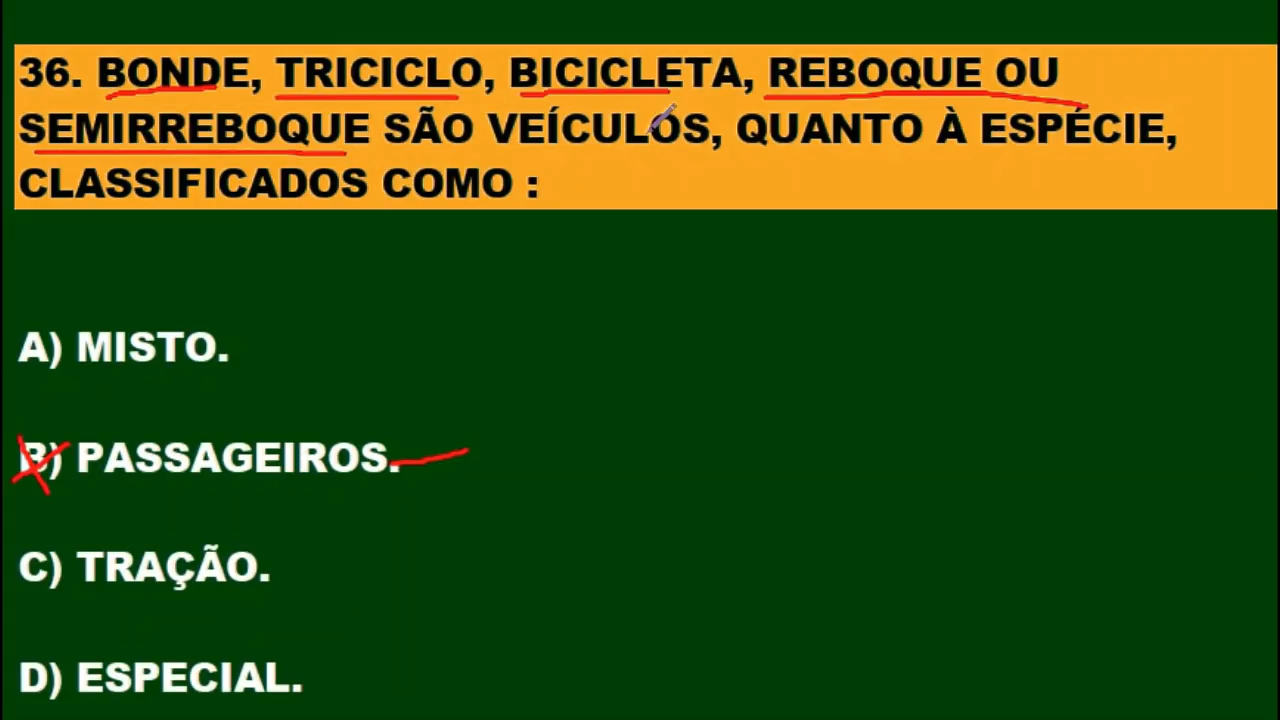 36. BONDE, TRICICLO, BICICLETA, REBOQUE OU
SEMIRREBOQUE SÃO VEÍCULOS, QUANTO À ESPÉCIE,
CLASSIFICADOS COMO :
A) MISTO.
B) PASSAGEIROS.
C) TRAÇÃO.
D) ESPECIAL.